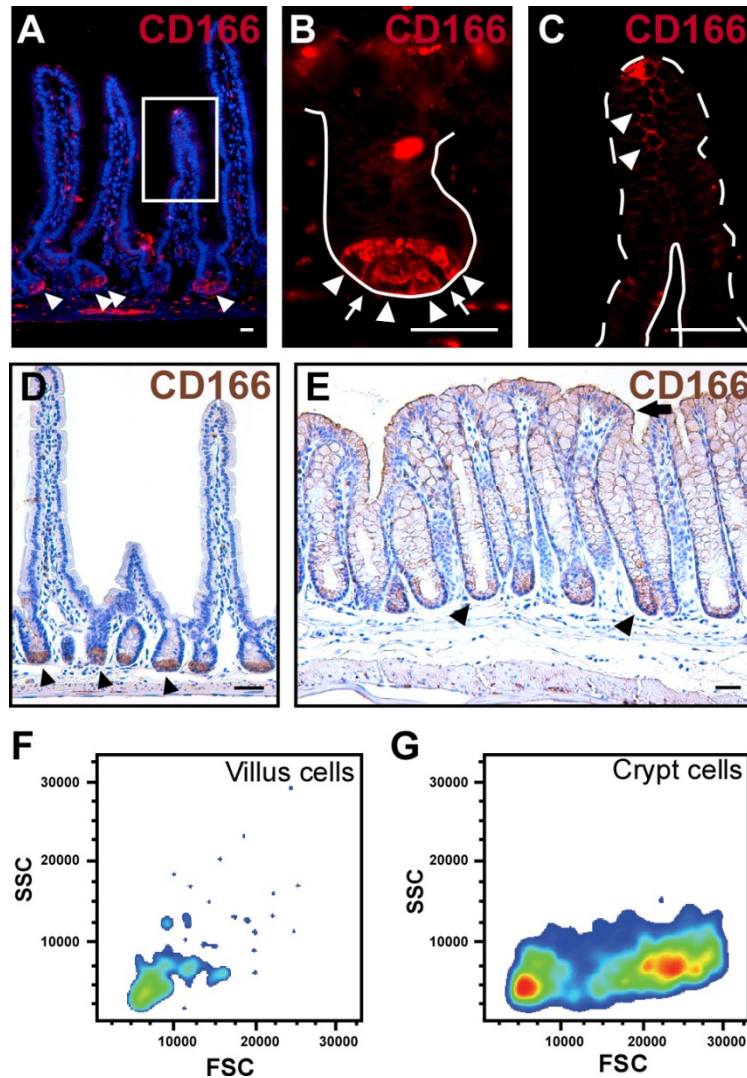 A CD166
B CD166
C CD166
D CD166
E CD166
F
Villus cells
30000
20000
10000
SSC
10000 20000 30000
FSC
G
Crypt cells
30000
20000
10000
SSC
10000 20000 30000
FSC